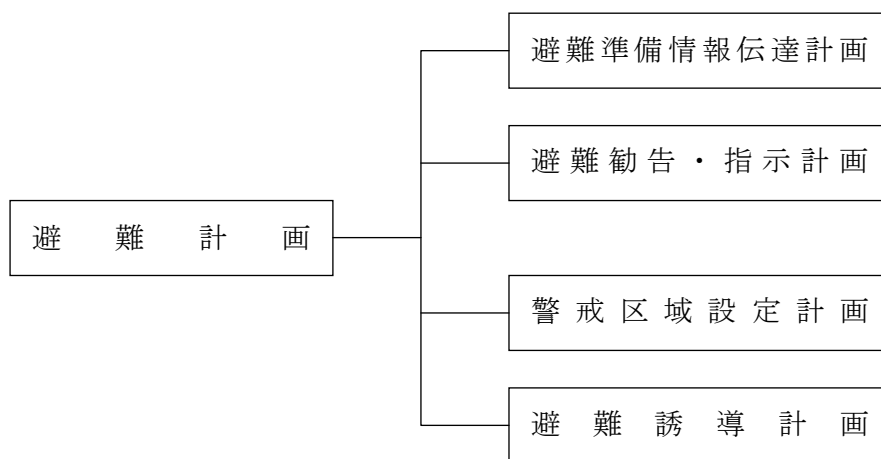 避難準備情報伝達計画
避難勧告・指示計画
避難計画
警戒区域設定計画
避難誘導計画